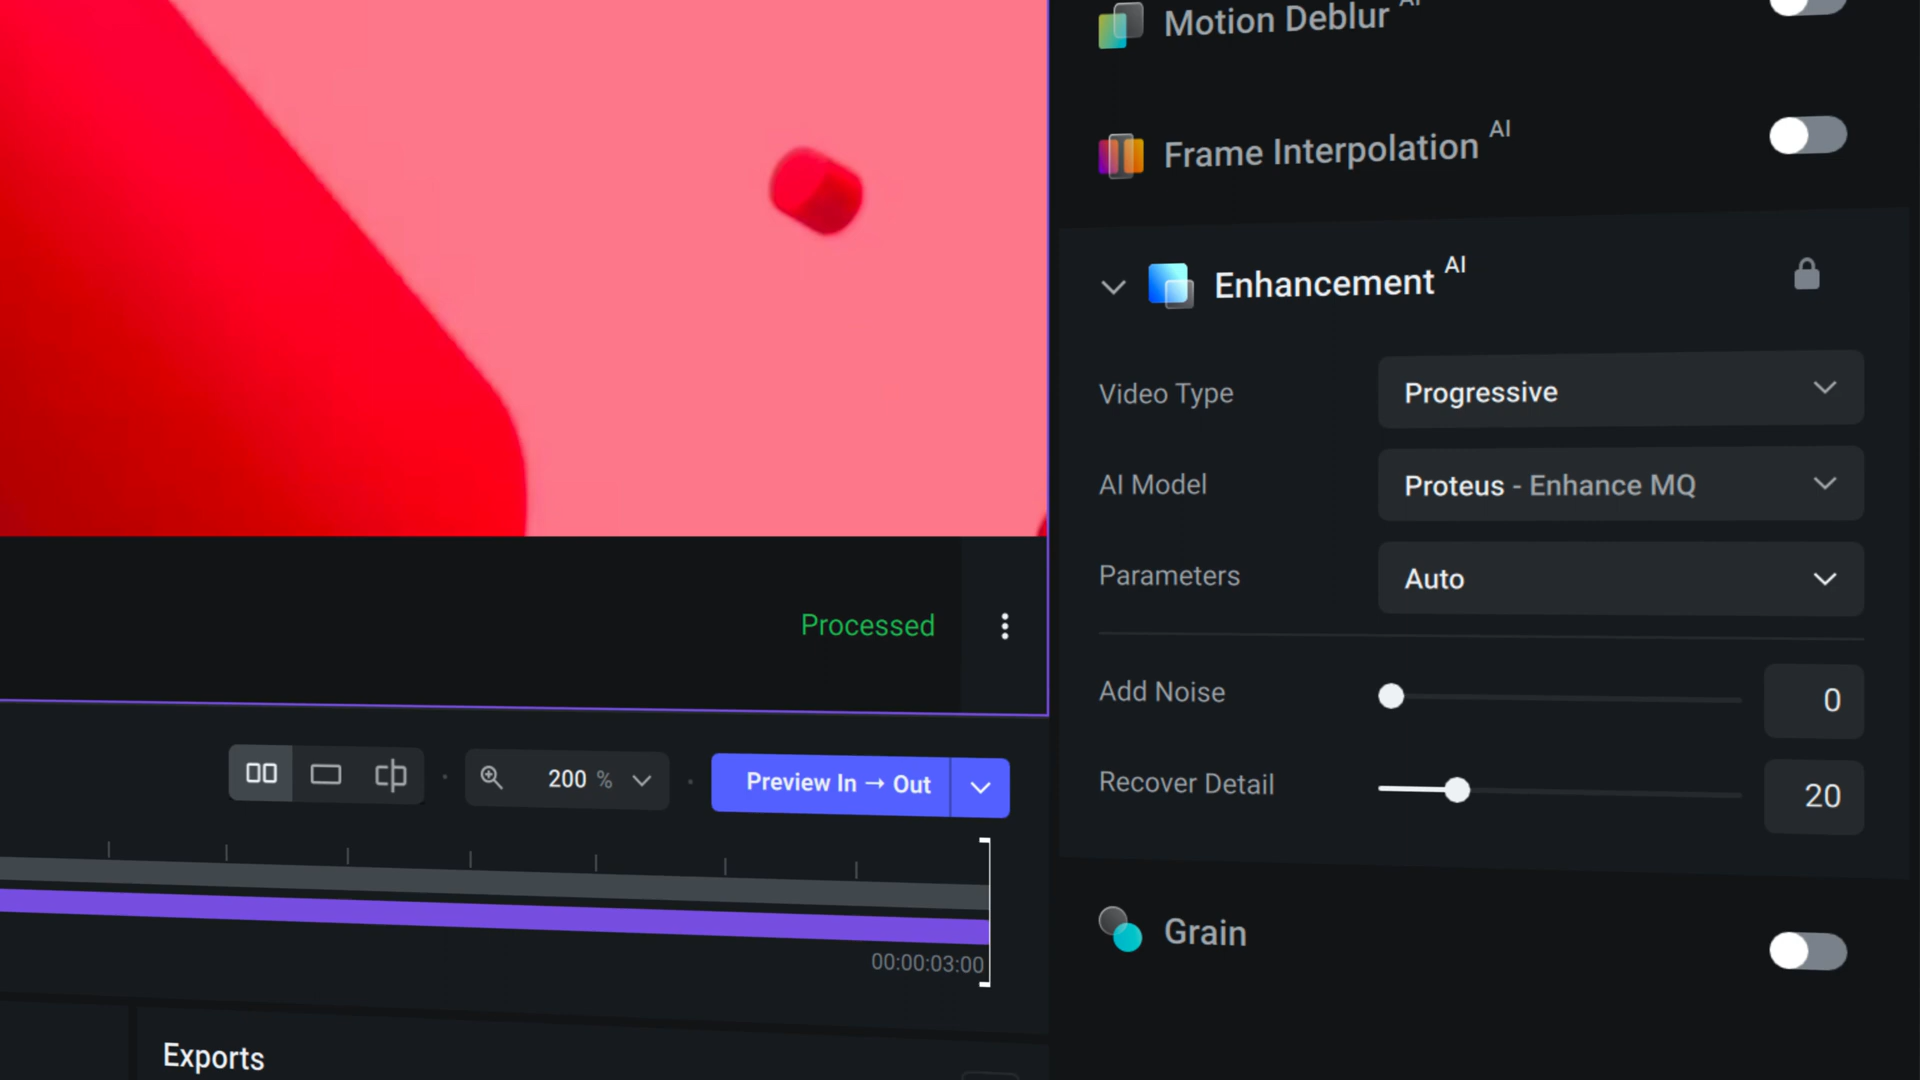 Motion Deblur AI
Frame Interpolation AI
Enhancement AI
Video Type
Progressive
AI Model
Proteus - Enhance MQ
Parameters
Auto
Add Noise
0
Recover Detail
20
Grain
Processed
200 %
Preview In → Out
00:00:03:00
Exports